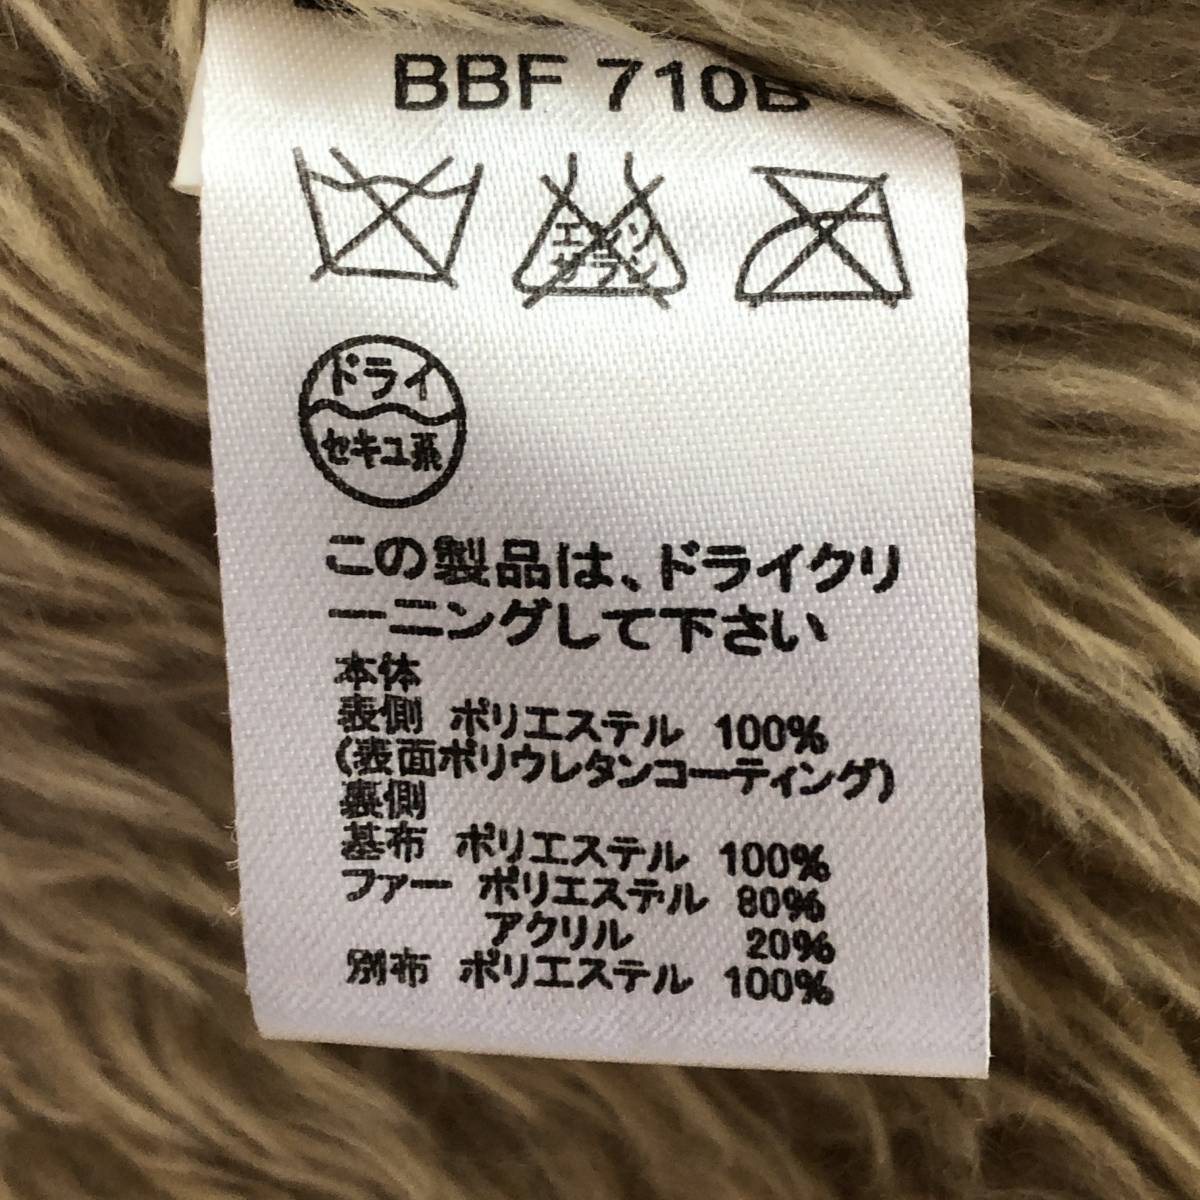 BBF 710B
エンソ
サラシ
ドライ
セキユ系
この製品は、ドライクリ
ーニングして下さい
本体
表側 ポリエステル 100%
(表面ポリウレタンコーティング)
裏側
基布 ポリエステル 100%
ファー ポリエステル 80%
アクリル 20%
別布 ポリエステル 100%